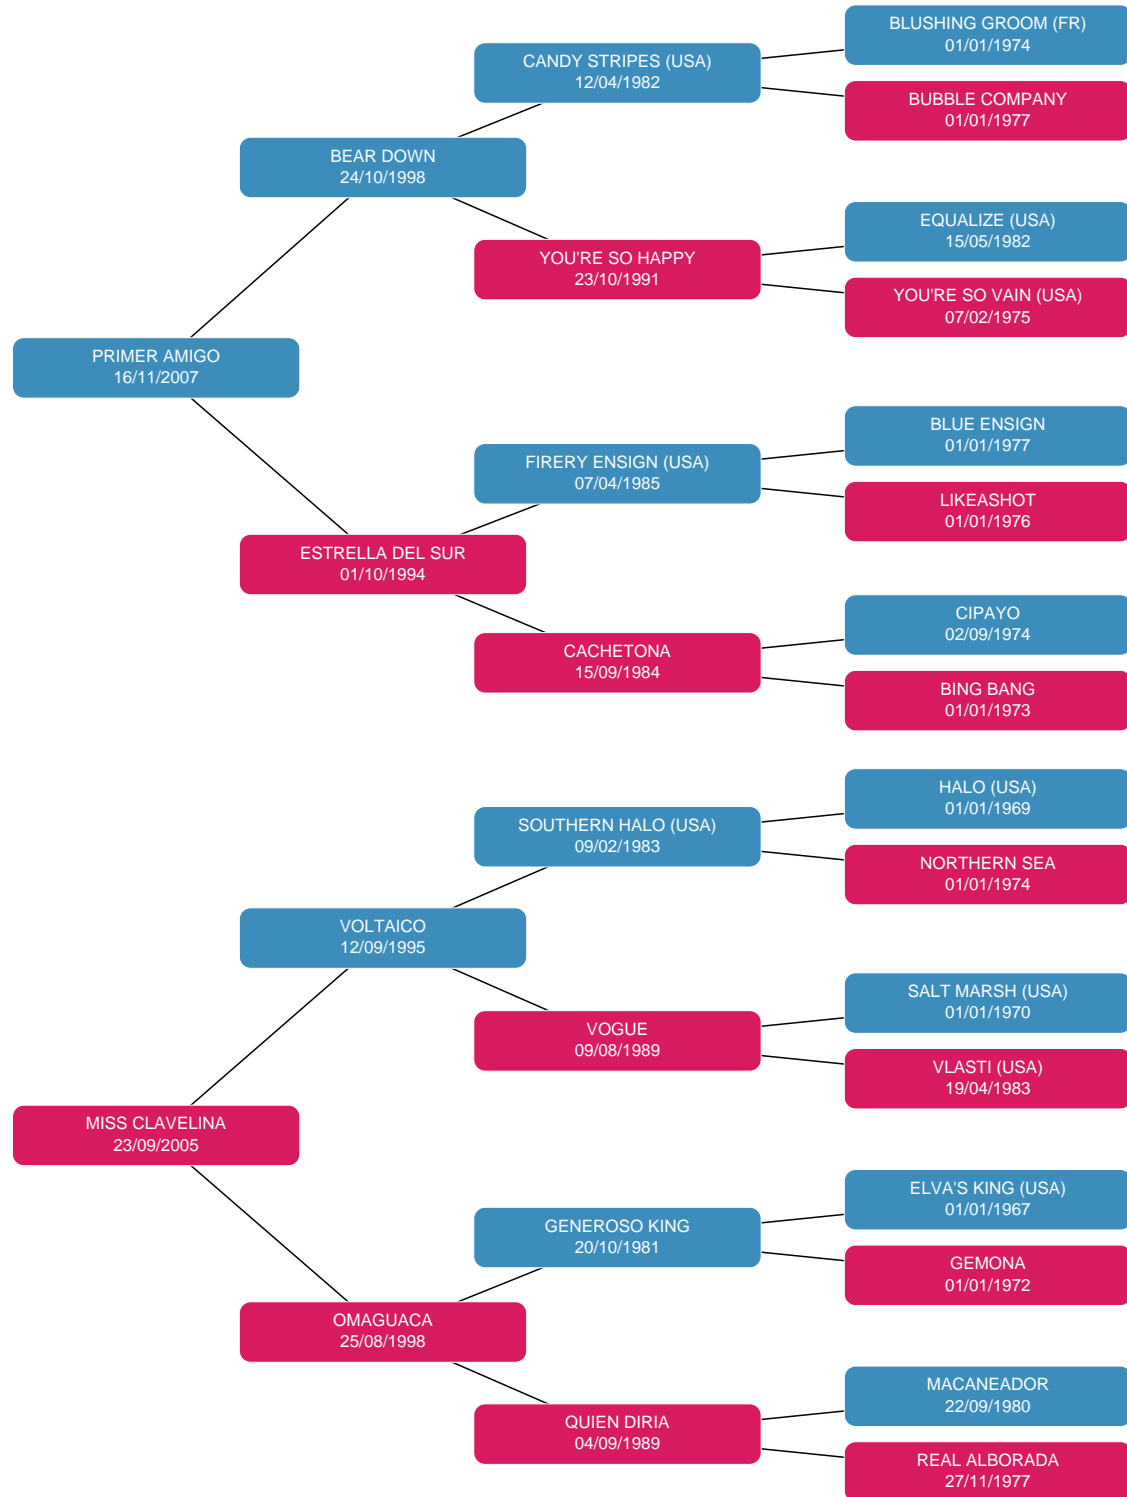 BLUSHING GROOM (FR)
01/01/1974
CANDY STRIPES (USA)
12/04/1982
BUBBLE COMPANY
01/01/1977
BEAR DOWN
24/10/1998
EQUALIZE (USA)
15/05/1982
YOU'RE SO HAPPY
23/10/1991
YOU'RE SO VAIN (USA)
07/02/1975
PRIMER AMIGO
16/11/2007
BLUE ENSIGN
01/01/1977
FIRERY ENSIGN (USA)
07/04/1985
LIKEASHOT
01/01/1976
ESTRELLA DEL SUR
01/10/1994
CIPAYO
02/09/1974
CACHETONA
15/09/1984
BING BANG
01/01/1973
HALO (USA)
01/01/1969
SOUTHERN HALO (USA)
09/02/1983
NORTHERN SEA
01/01/1974
VOLTAICO
12/09/1995
SALT MARSH (USA)
01/01/1970
VOGUE
09/08/1989
VLASTI (USA)
19/04/1983
MISS CLAVELINA
23/09/2005
ELVA'S KING (USA)
01/01/1967
GENEROSO KING
20/10/1981
GEMONA
01/01/1972
OMAGUACA
25/08/1998
MACANEADOR
22/09/1980
QUIEN DIRIA
04/09/1989
REAL ALBORADA
27/11/1977